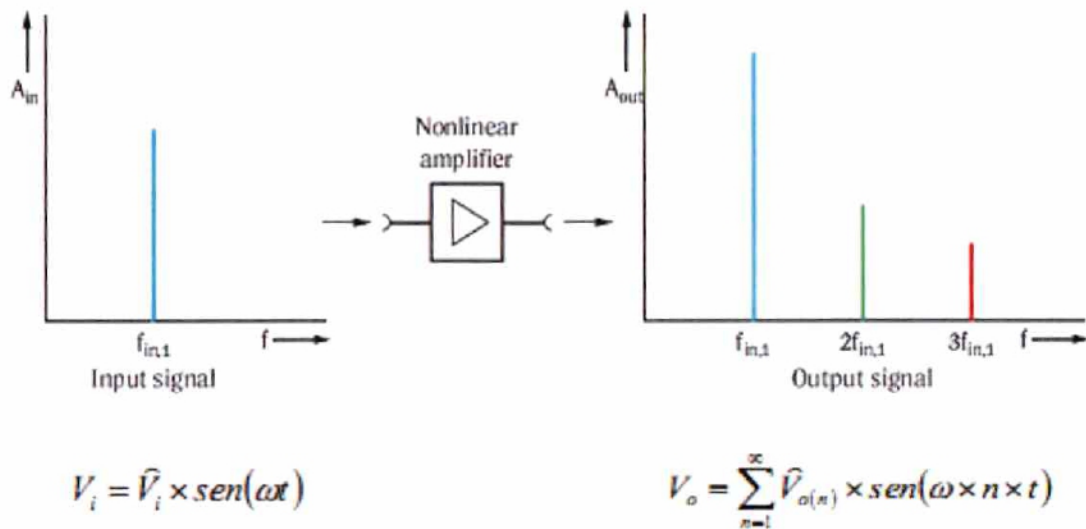 A_in
f_in,1
f
Input signal
Nonlinear
amplifier
A_out
f_in,1 2f_in,1 3f_in,1 f
Output signal
V_i = V̂_i × sen(ωt)
V_o = ∑_{n=1}^{∞} V̂_o(n) × sen(ω × n × t)